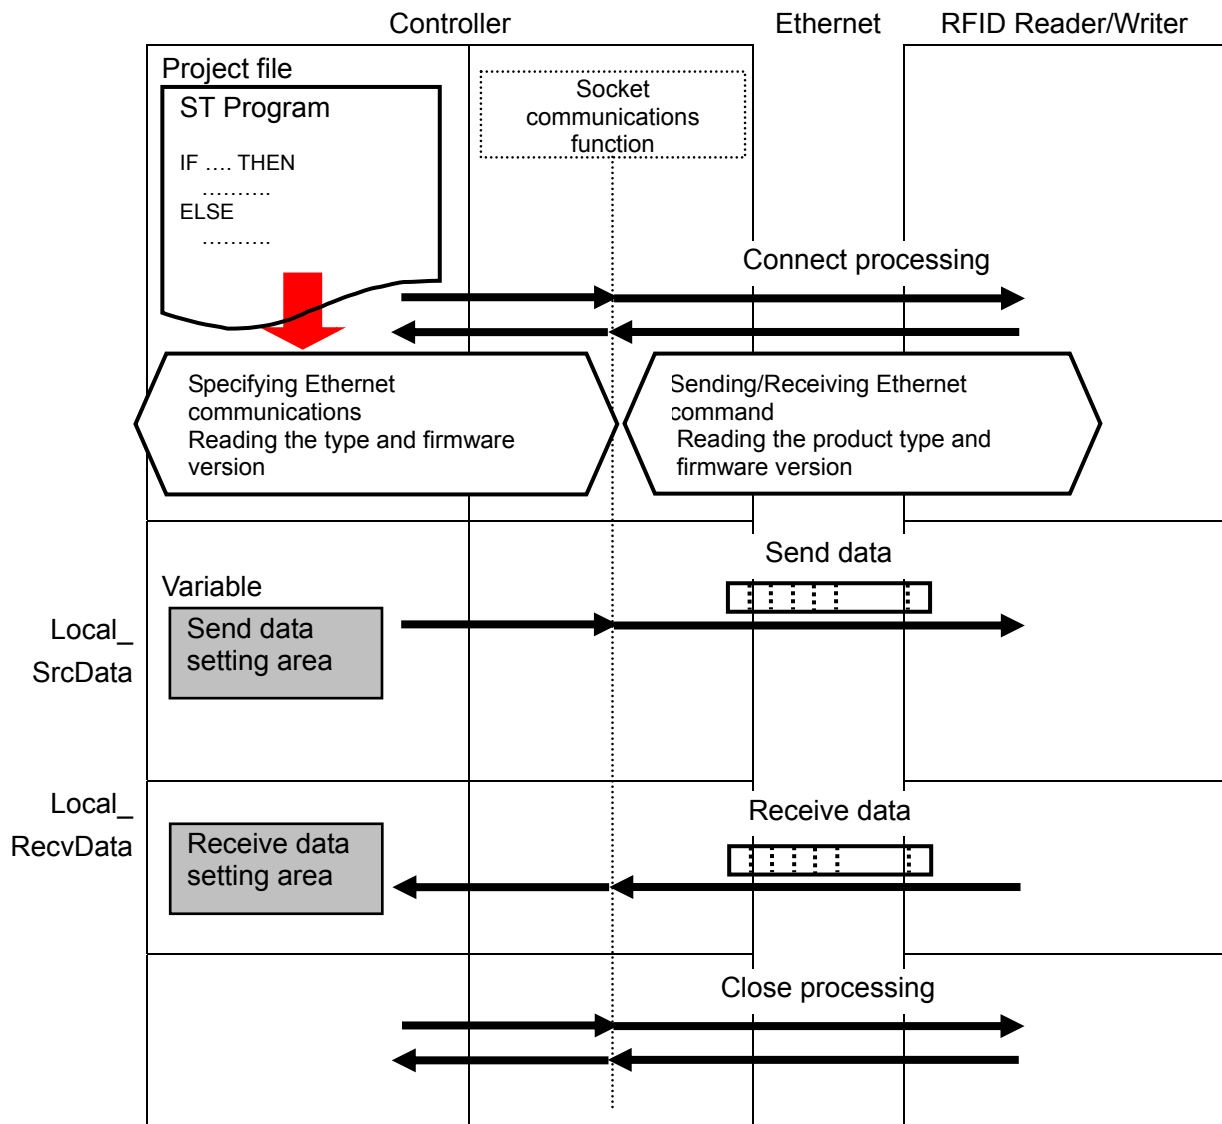 Controller
Ethernet
RFID Reader/Writer
Project file
ST Program
IF .... THEN
..........
ELSE
..........
Socket
communications
function
Connect processing
Specifying Ethernet
communications
Reading the type and firmware
version
Sending/Receiving Ethernet
command
Reading the product type and
firmware version
Send data
Variable
Local_
SrcData
Send data
setting area
Local_
RecvData
Receive data
Receive data
setting area
Close processing